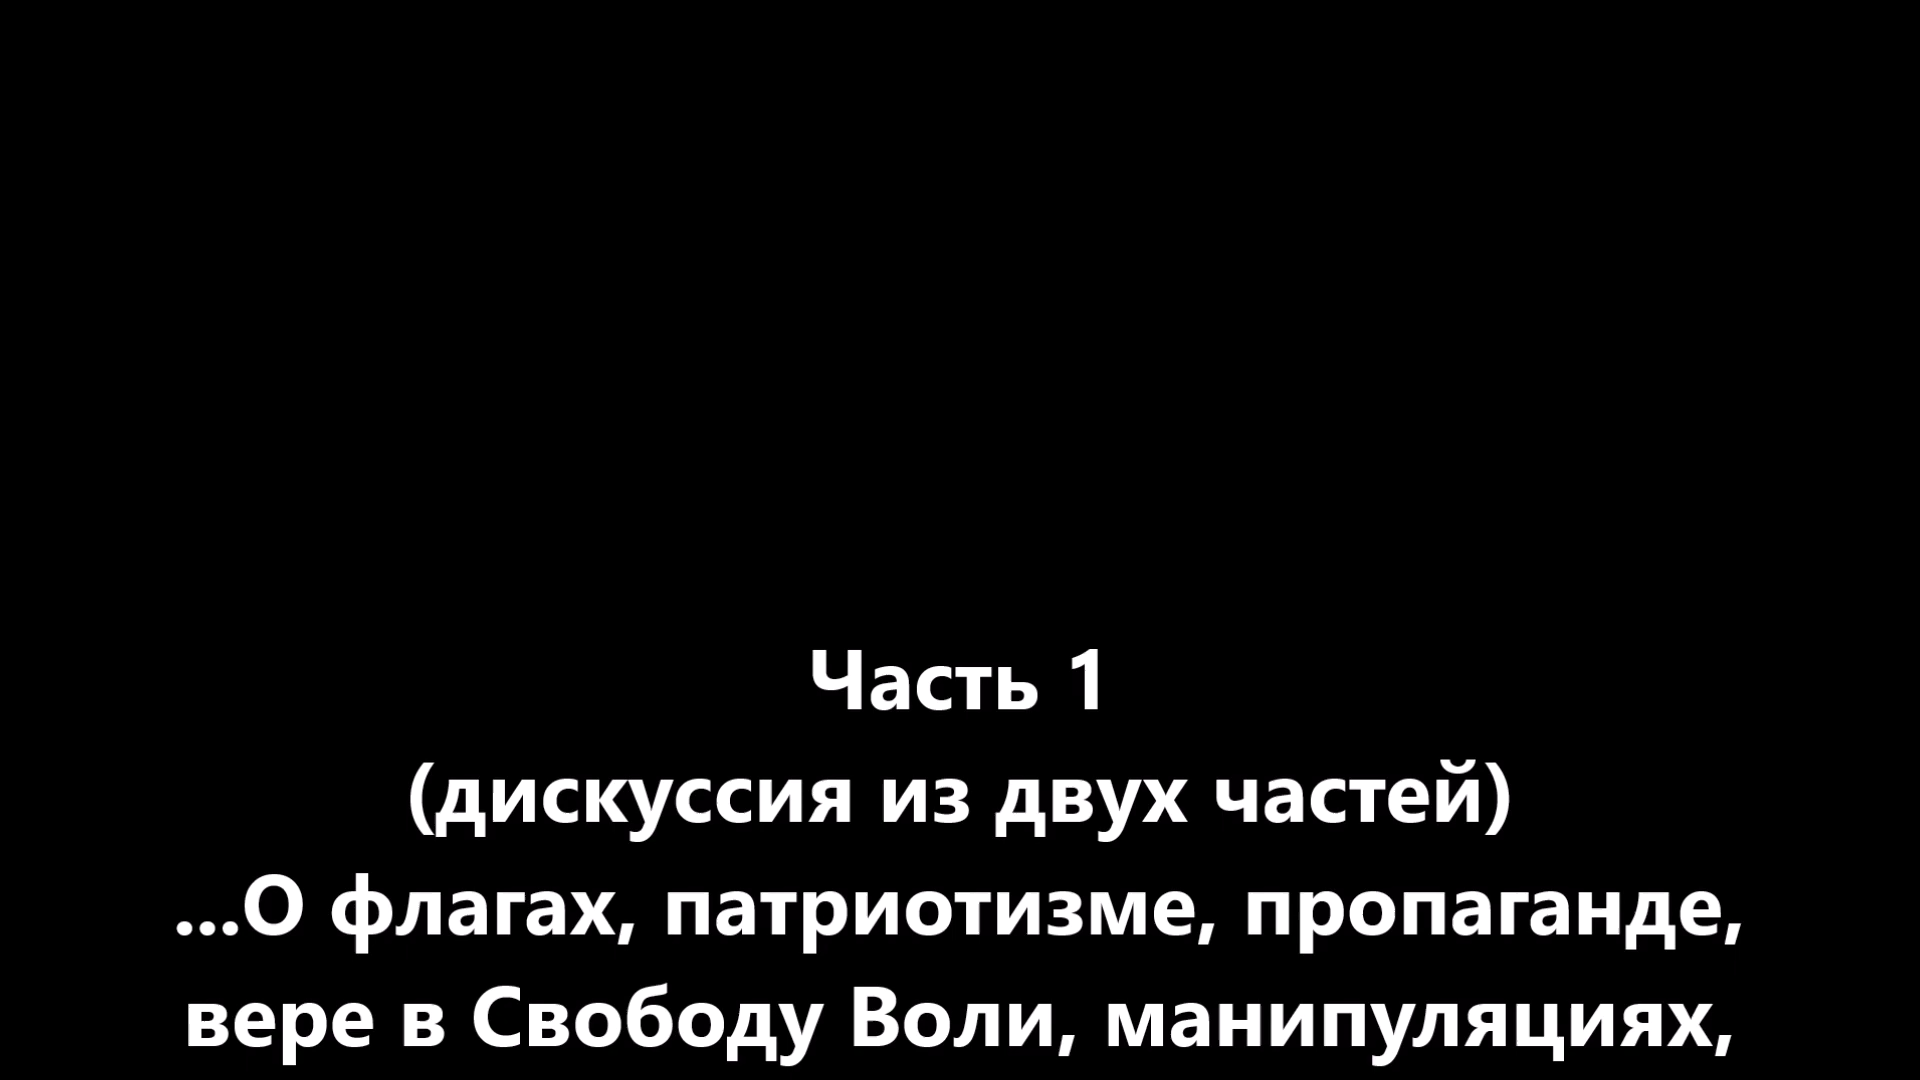 Часть 1
(дискуссия из двух частей)
...О флагах, патриотизме, пропаганде,
вере в Свободу Воли, манипуляциях,